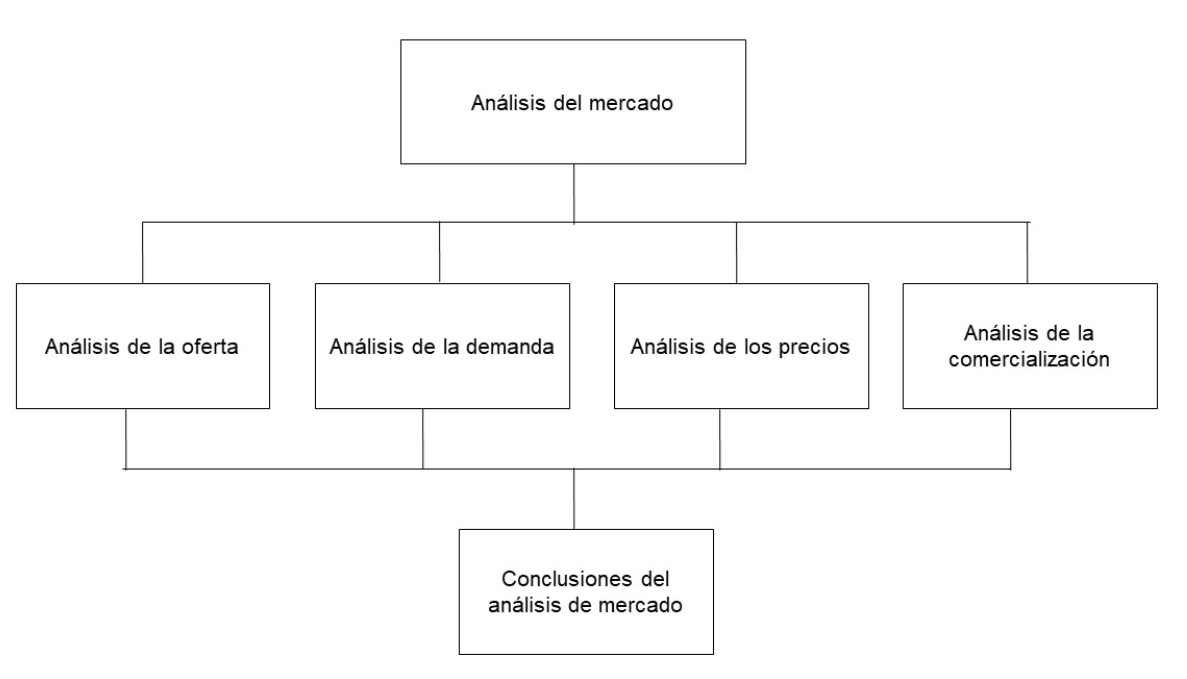 Análisis del mercado
Análisis de la oferta
Análisis de la demanda
Análisis de los precios
Análisis de la
comercialización
Conclusiones del
análisis de mercado